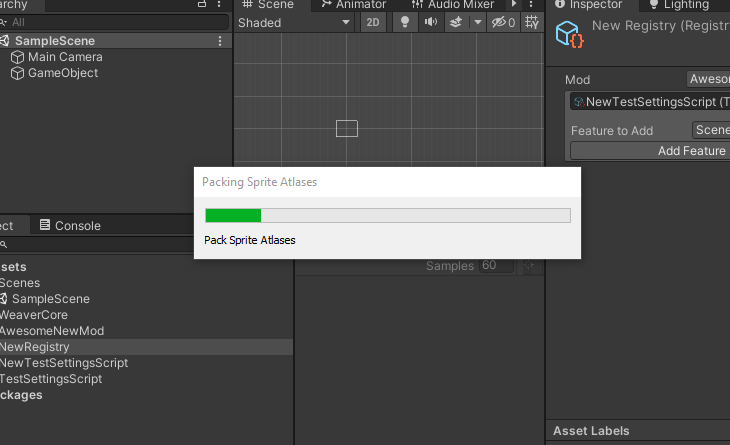 rarchy
Scene
Animator
Audio Mixer
Inspector
Lighting
All
Shaded
2D
0
New Registry (Registr
SampleScene
Main Camera
GameObject
Mod
Aweso
NewTestSettingsScript (T
Feature to Add
Scene
Add Feature
Packing Sprite Atlases
Pack Sprite Atlases
ect
Console
Samples
60
sets
Scenes
SampleScene
WeaverCore
AwesomeNewMod
NewRegistry
NewTestSettingsScript
TestSettingsScript
ckages
Asset Labels